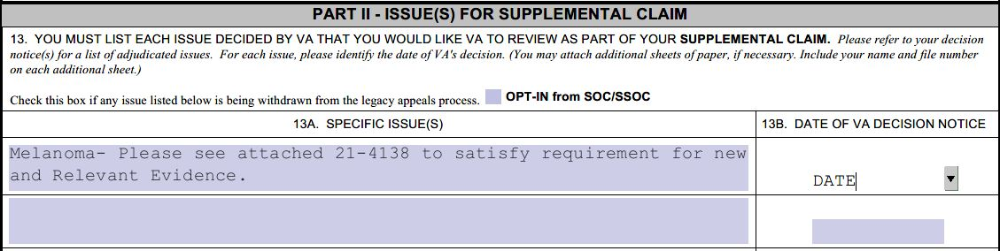 PART II - ISSUE(S) FOR SUPPLEMENTAL CLAIM
13. YOU MUST LIST EACH ISSUE DECIDED BY VA THAT YOU WOULD LIKE VA TO REVIEW AS PART OF YOUR SUPPLEMENTAL CLAIM. Please refer to your decision
notice(s) for a list of adjudicated issues. For each issue, please identify the date of VA's decision. (You may attach additional sheets of paper, if necessary. Include your name and file number
on each additional sheet.)
Check this box if any issue listed below is being withdrawn from the legacy appeals process. OPT-IN from SOC/SSOC
13A. SPECIFIC ISSUE(S) 13B. DATE OF VA DECISION NOTICE
Melanoma- Please see attached 21-4138 to satisfy requirement for new
and Relevant Evidence.
DATE